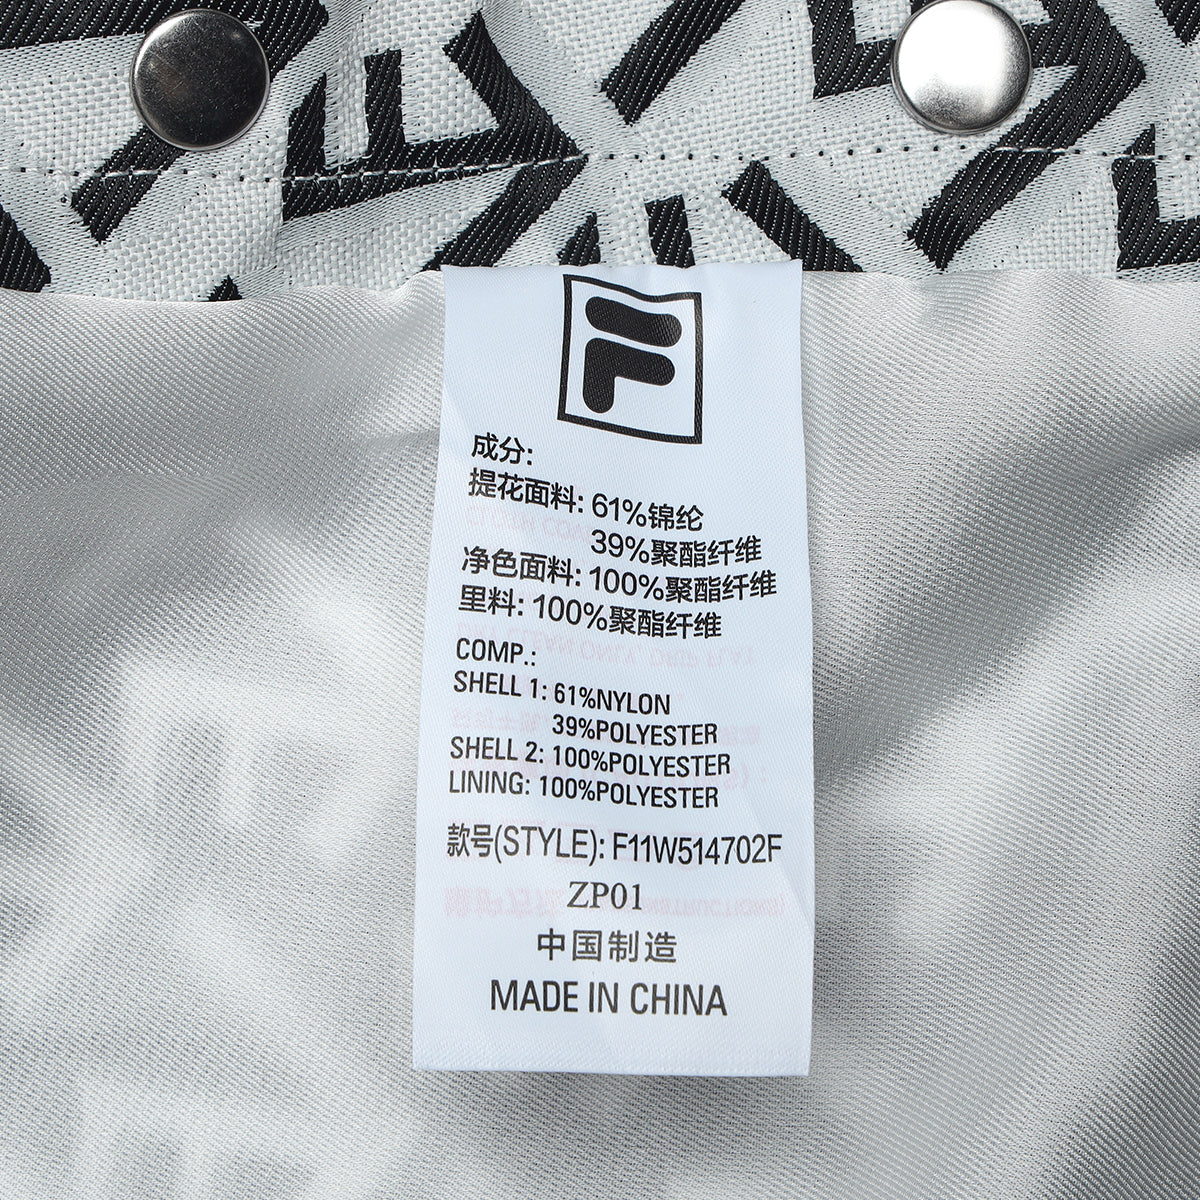 F
成分:
提花面料: 61%锦纶
39%聚酯纤维
净色面料: 100%聚酯纤维
里料: 100%聚酯纤维
COMP.:
SHELL 1: 61%NYLON
39%POLYESTER
SHELL 2: 100%POLYESTER
LINING: 100%POLYESTER
款号(STYLE): F11W514702F
ZP01
中国制造
MADE IN CHINA